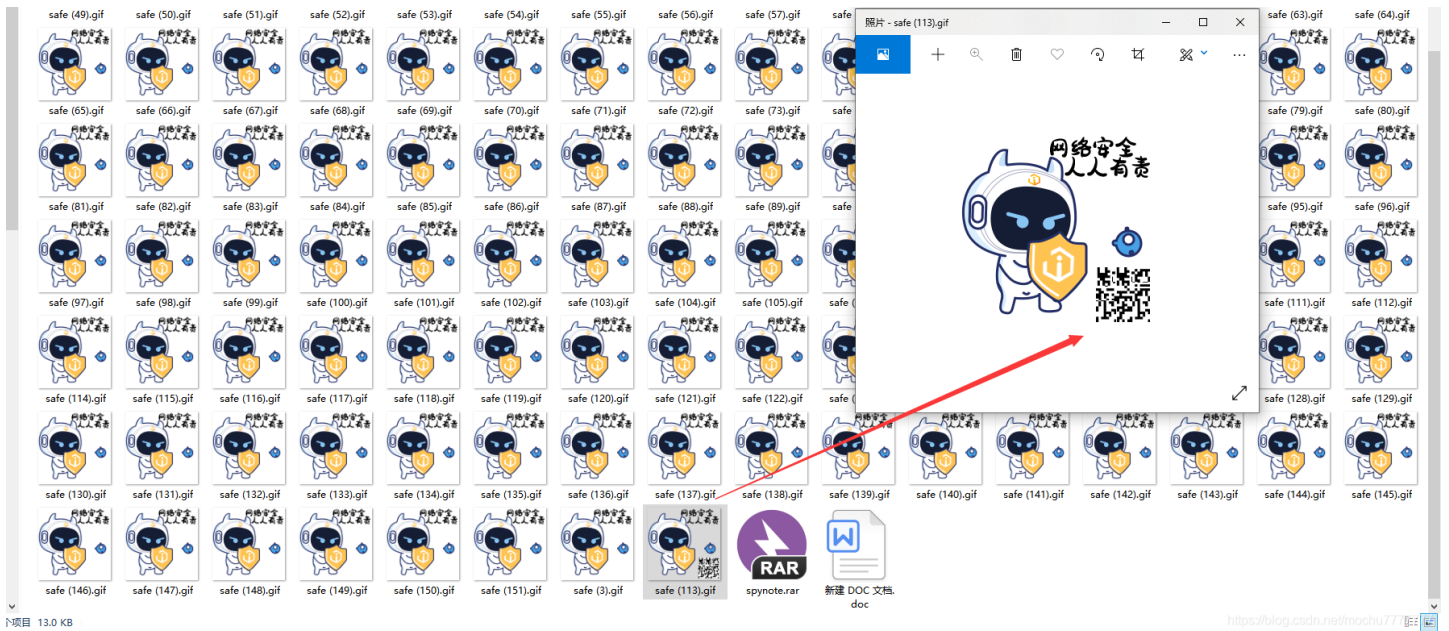 safe (49).gif safe (50).gif safe (51).gif safe (52).gif safe (53).gif safe (54).gif safe (55).gif safe (56).gif safe (57).gif safe safe (63).gif safe (64).gif
照片 - safe (113).gif
safe (65).gif safe (66).gif safe (67).gif safe (68).gif safe (69).gif safe (70).gif safe (71).gif safe (72).gif safe (73).gif safe safe (79).gif safe (80).gif
网络安全
人人有责
safe (81).gif safe (82).gif safe (83).gif safe (84).gif safe (85).gif safe (86).gif safe (87).gif safe (88).gif safe (89).gif safe safe (95).gif safe (96).gif
safe (97).gif safe (98).gif safe (99).gif safe (100).gif safe (101).gif safe (102).gif safe (103).gif safe (104).gif safe (105).gif safe ( safe (111).gif safe (112).gif
safe (114).gif safe (115).gif safe (116).gif safe (117).gif safe (118).gif safe (119).gif safe (120).gif safe (121).gif safe (122).gif safe ( safe (128).gif safe (129).gif
safe (130).gif safe (131).gif safe (132).gif safe (133).gif safe (134).gif safe (135).gif safe (136).gif safe (137).gif safe (138).gif safe (139).gif safe (140).gif safe (141).gif safe (142).gif safe (143).gif safe (144).gif safe (145).gif
RAR
safe (146).gif safe (147).gif safe (148).gif safe (149).gif safe (150).gif safe (151).gif safe (3).gif safe (113).gif spynote.rar 新建 DOC 文档.
doc
个项目 13.0 KB